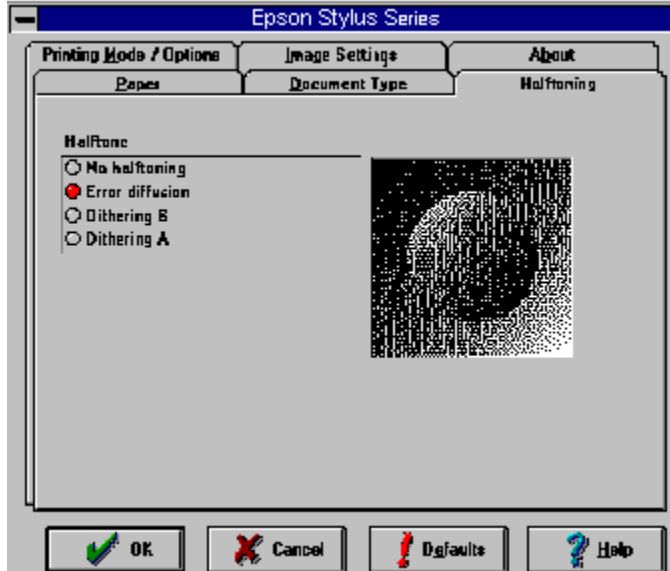 Epson Stylus Series
Printing Mode / Options Image Settings About
Paper Document Type Halftoning
Halftone
No halftoning
Error diffusion
Dithering B
Dithering A
OK Cancel Defaults Help